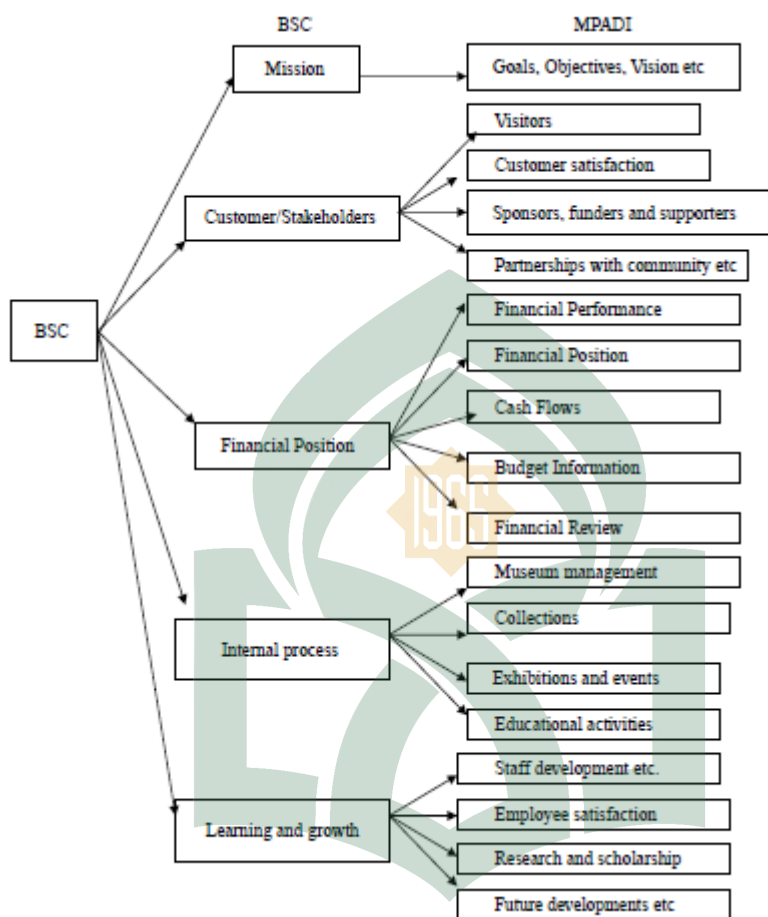 BSC MPADI
Mission
Goals, Objectives, Vision etc
Visitors
Customer satisfaction
Customer/Stakeholders
Sponsors, funders and supporters
Partnerships with community etc
BSC
Financial Performance
Financial Position
Cash Flows
Financial Position
Budget Information
1965
Financial Review
Museum management
Collections
Internal process
Exhibitions and events
Educational activities
Staff development etc.
Employee satisfaction
Learning and growth
Research and scholarship
Future developments etc